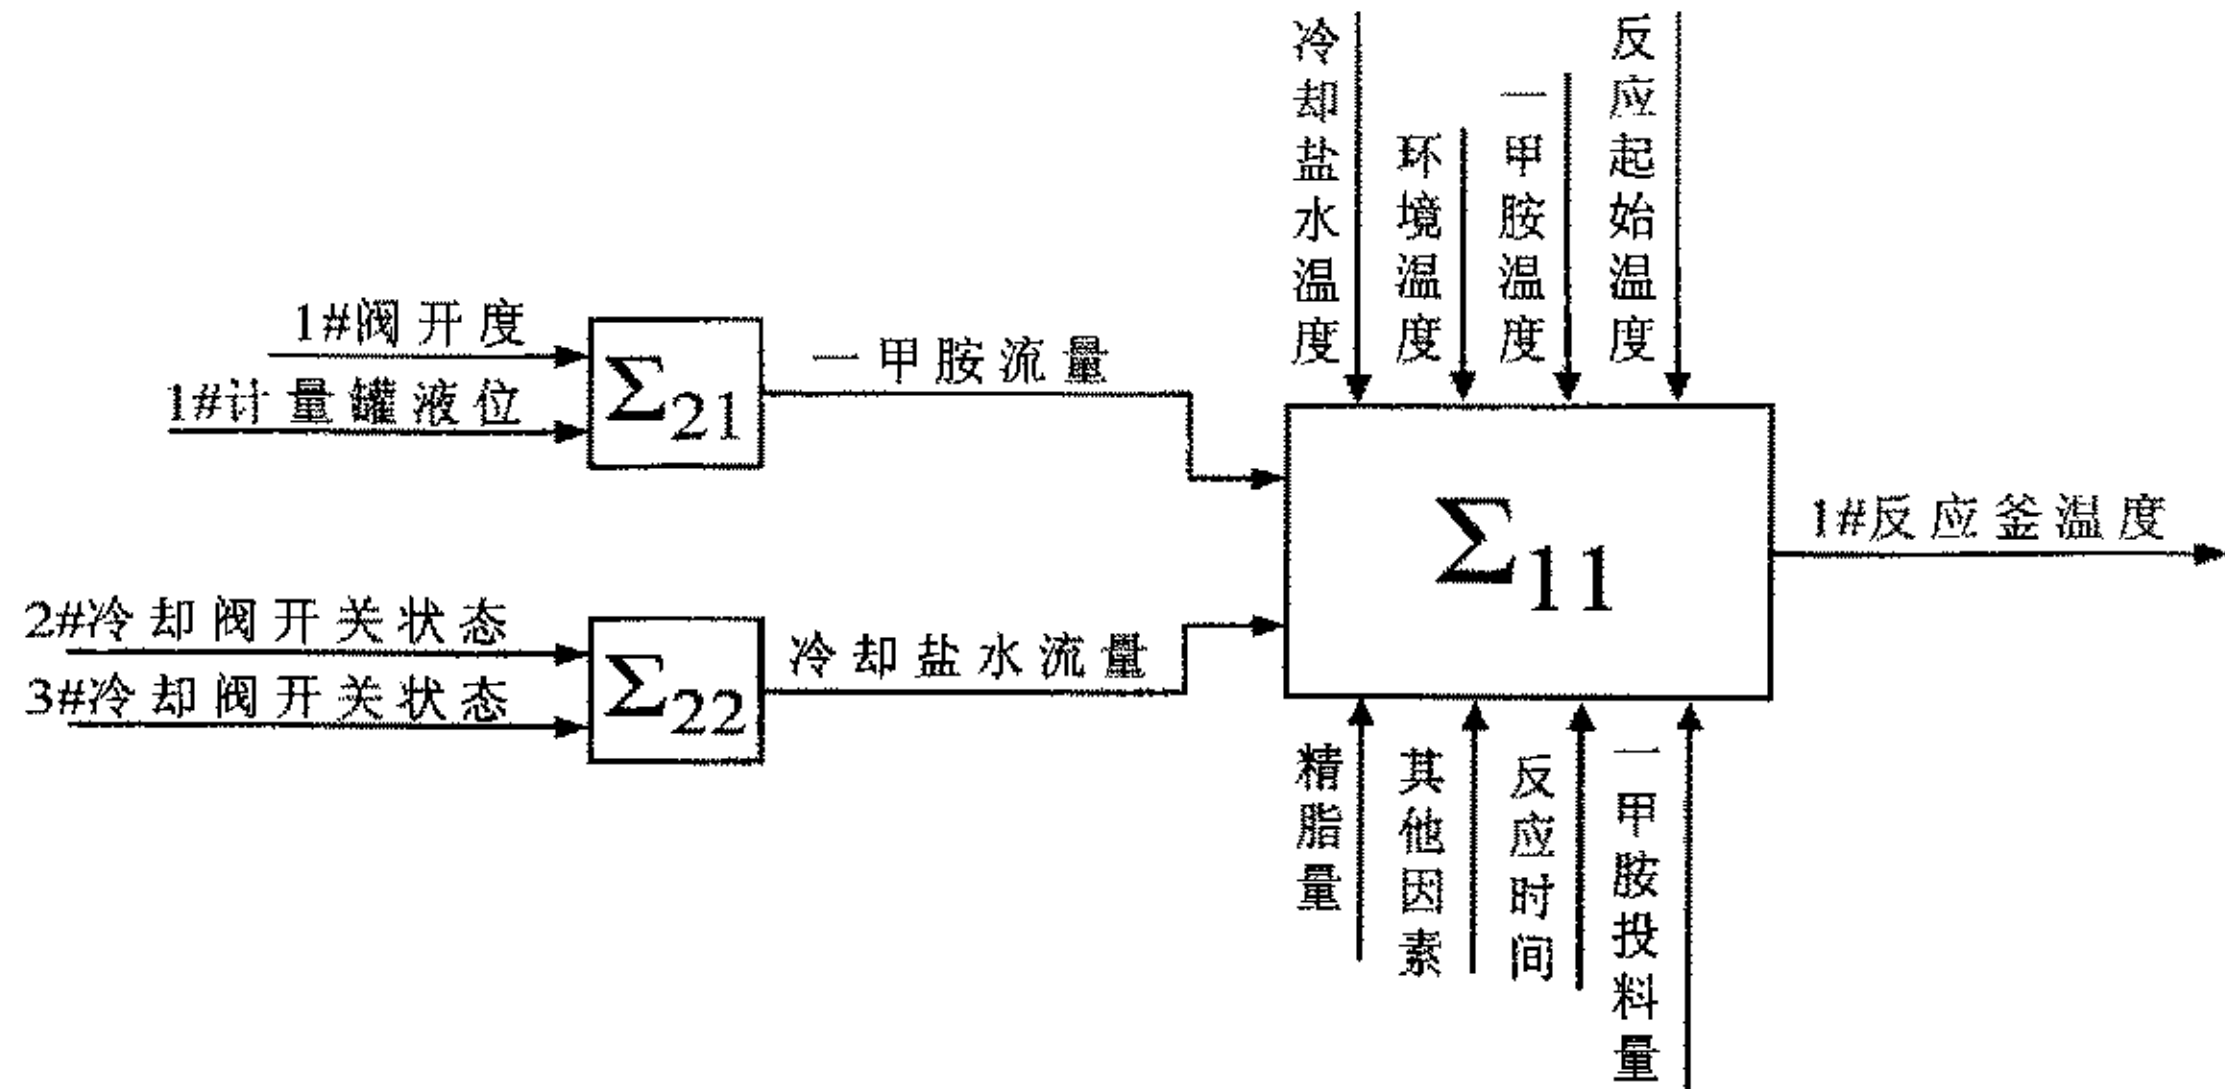 冷却盐水温度
环境温度
一甲胺温度
反应起始温度
1#阀开度
1#计量罐液位
Σ21
一甲胺流量
Σ11
1#反应釜温度
2#冷却阀开关状态
3#冷却阀开关状态
Σ22
冷却盐水流量
精脂量
其他因素
反应时间
一甲胺投料量